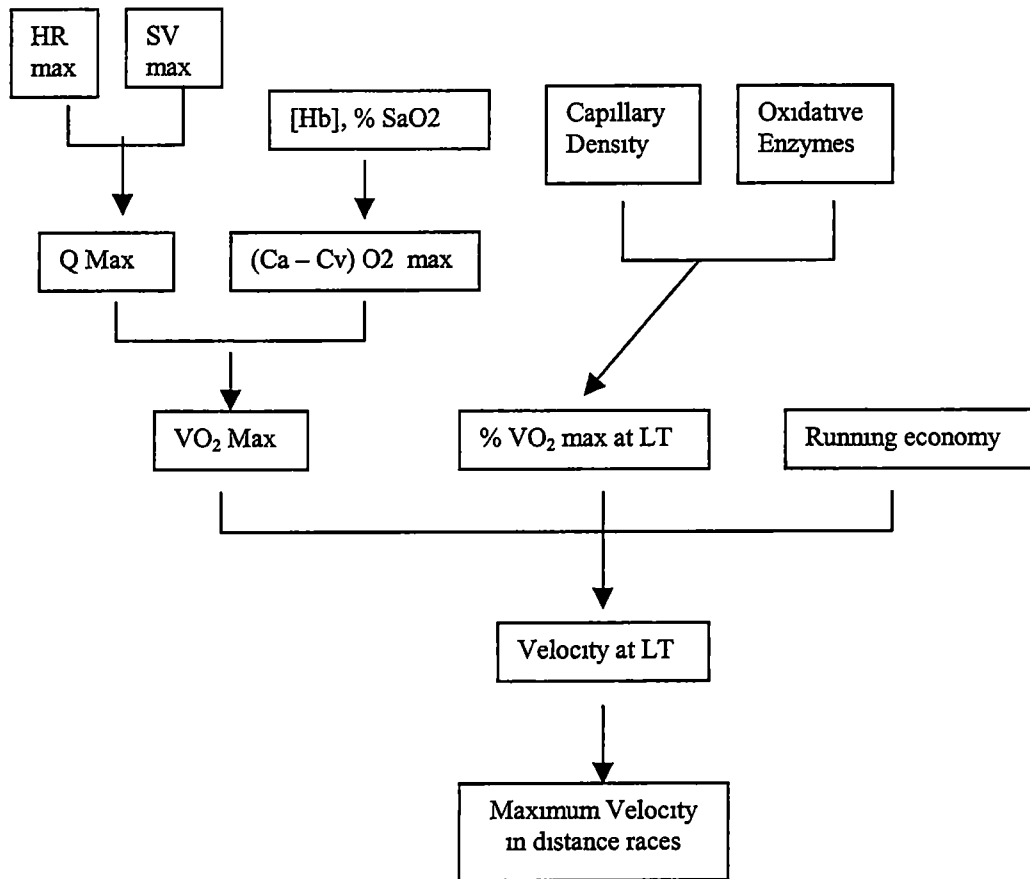 HR
max
SV
max
[Hb], % SaO2
Capillary
Density
Oxidative
Enzymes
Q Max
(Ca – Cv) O2 max
VO₂ Max
% VO₂ max at LT
Running economy
Velocity at LT
Maximum Velocity
in distance races